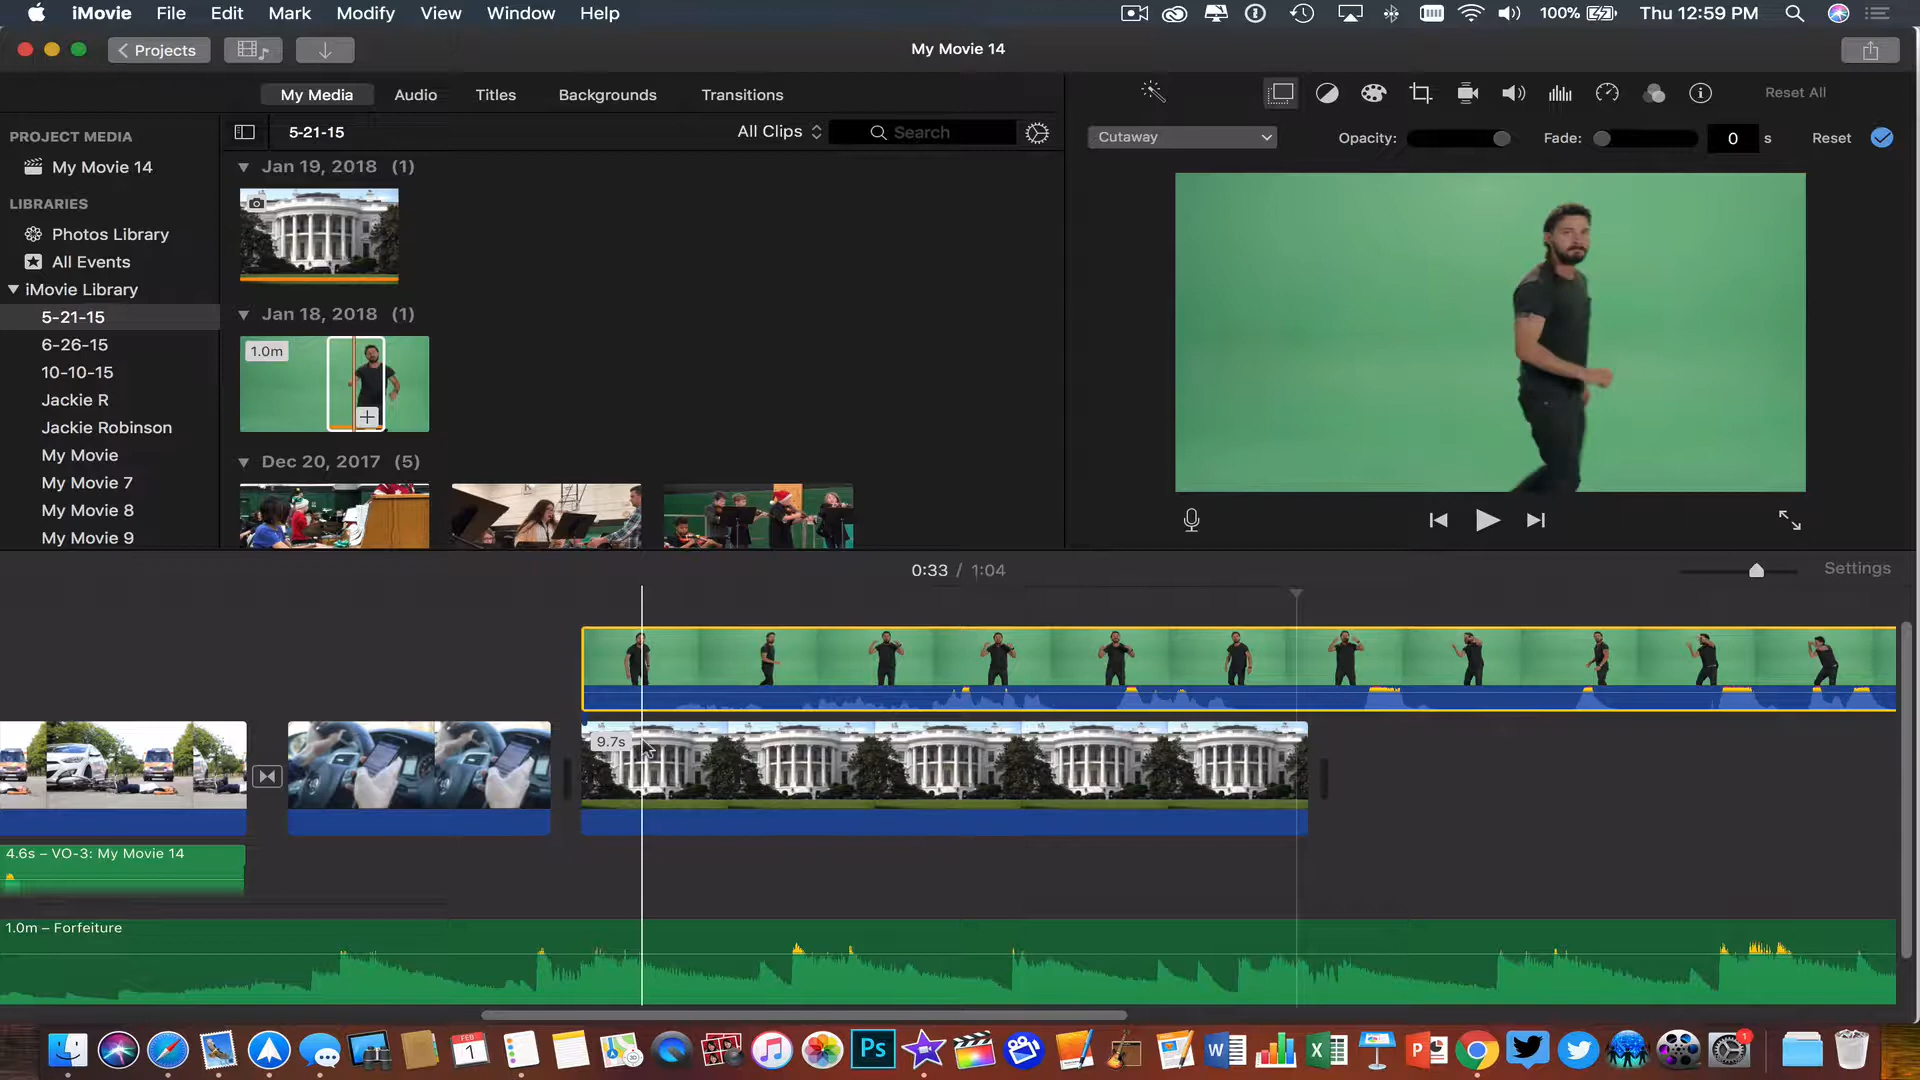 iMovie File Edit Mark Modify View Window Help 100% Thu 12:59 PM
Projects My Movie 14
My Media Audio Titles Backgrounds Transitions Reset All
PROJECT MEDIA
My Movie 14
LIBRARIES
Photos Library
All Events
iMovie Library
5-21-15
6-26-15
10-10-15
Jackie R
Jackie Robinson
My Movie
My Movie 7
My Movie 8
My Movie 9
5-21-15 All Clips Search
Jan 19, 2018 (1)
Jan 18, 2018 (1)
1.0m
Dec 20, 2017 (5)
Cutaway Opacity: Fade: 0 s Reset
0:33 / 1:04 Settings
9.7s
4.6s – VO-3: My Movie 14
1.0m – Forfeiture
FEB
1
Ps
W
X
P
1